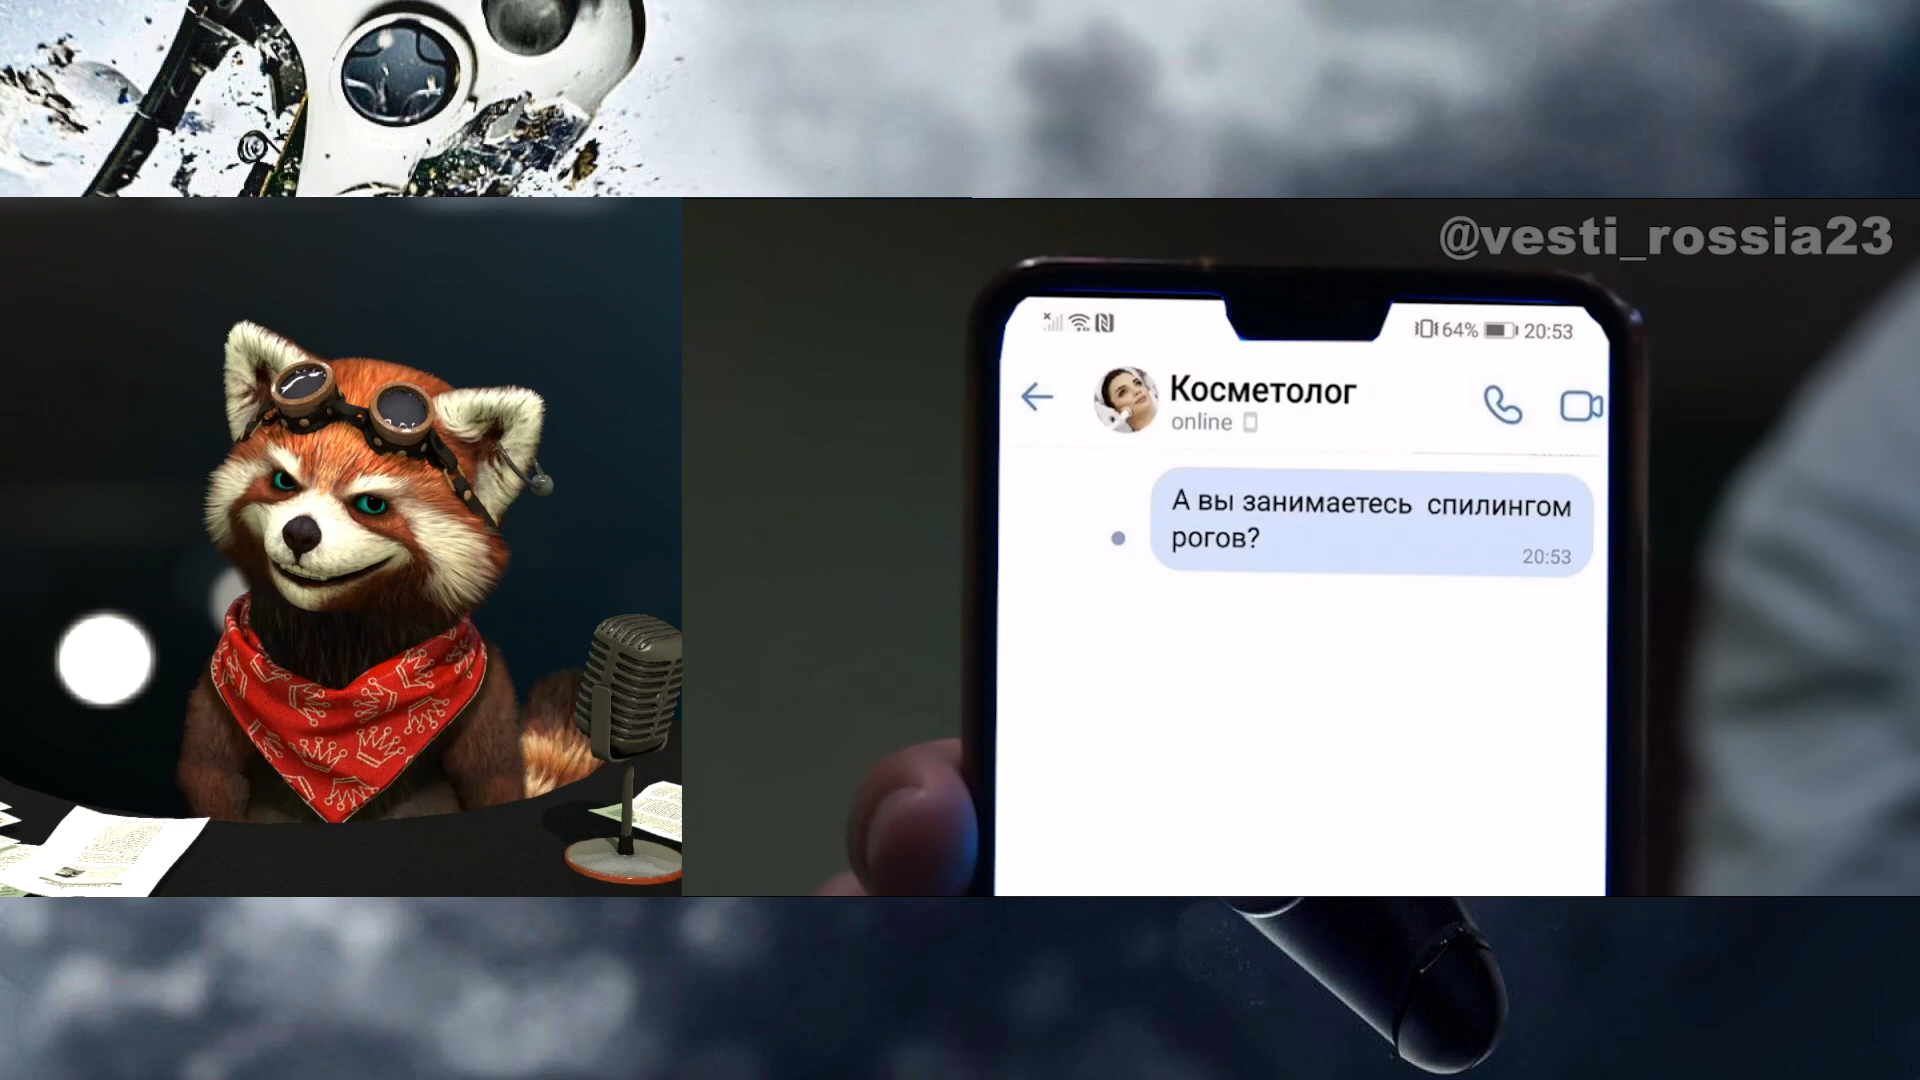 @vesti_rossia23
64% 20:53
Косметолог
online
А вы занимаетесь спилингом
рогов?
20:53